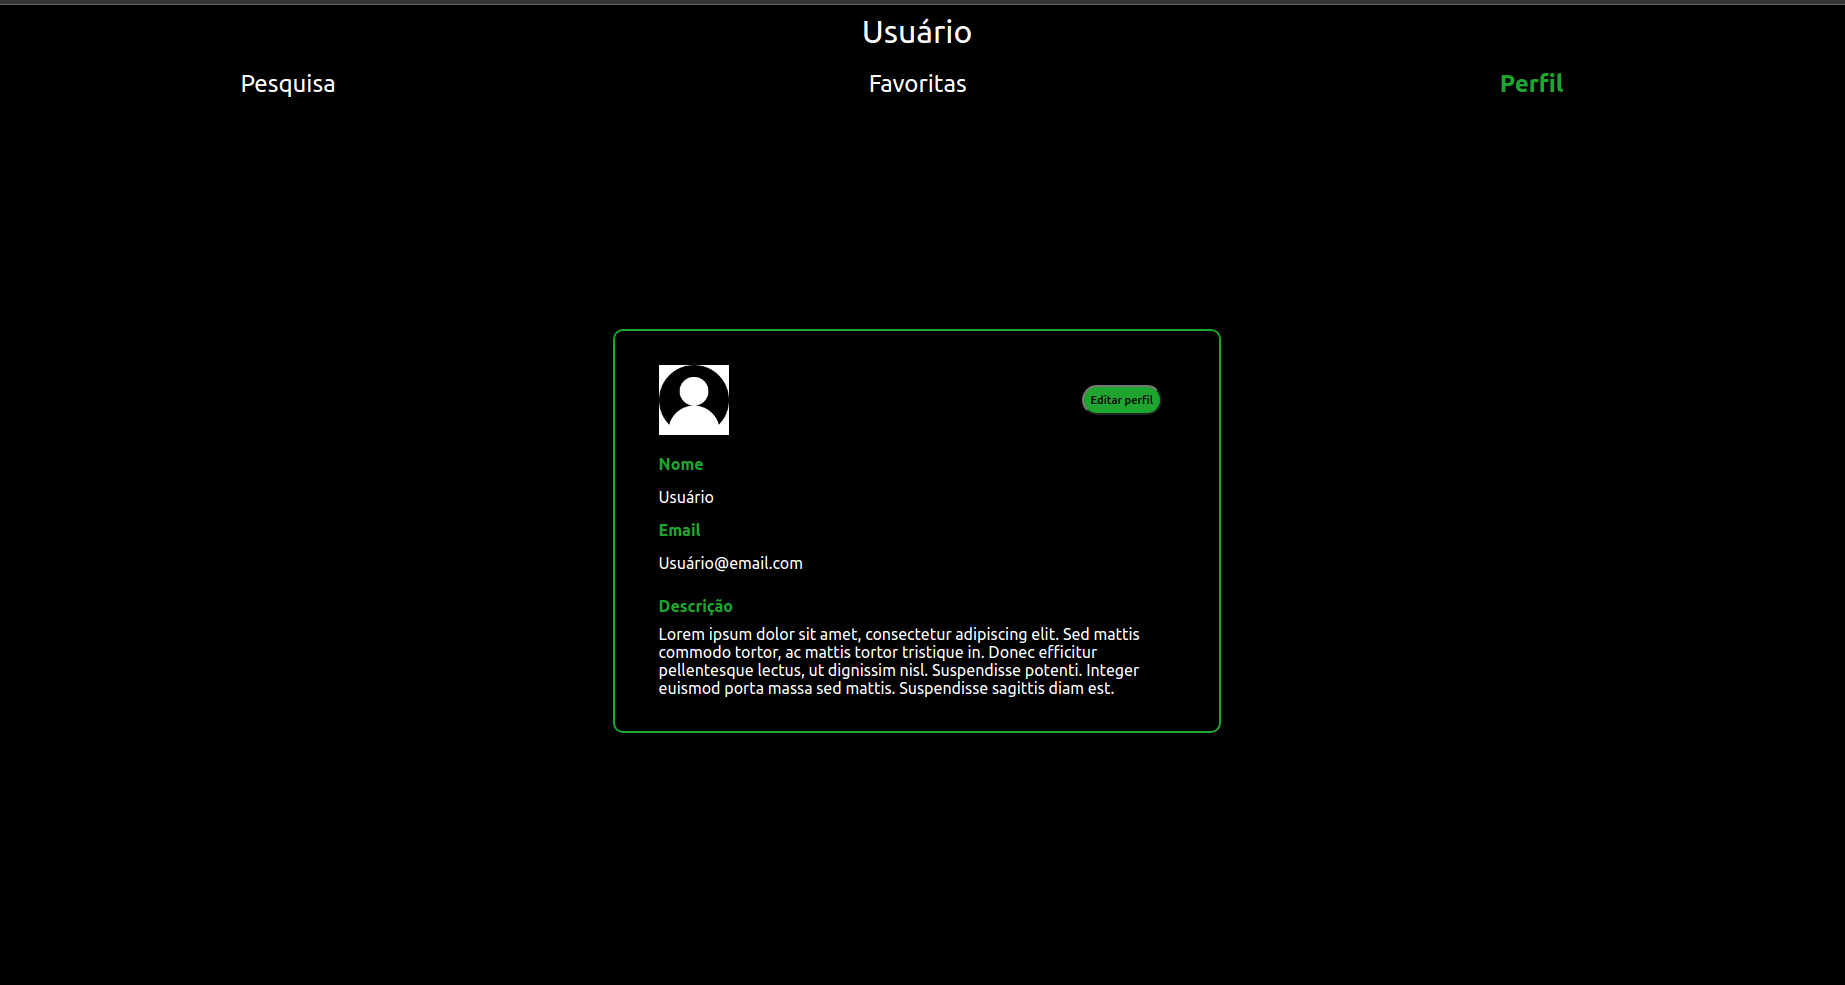 Usuário
Pesquisa
Favoritas
Perfil
Editar perfil
Nome
Usuário
Email
Usuário@email.com
Descrição
Lorem ipsum dolor sit amet, consectetur adipiscing elit. Sed mattis
commodo tortor, ac mattis tortor tristique in. Donec efficitur
pellentesque lectus, ut dignissim nisl. Suspendisse potenti. Integer
euismod porta massa sed mattis. Suspendisse sagittis diam est.